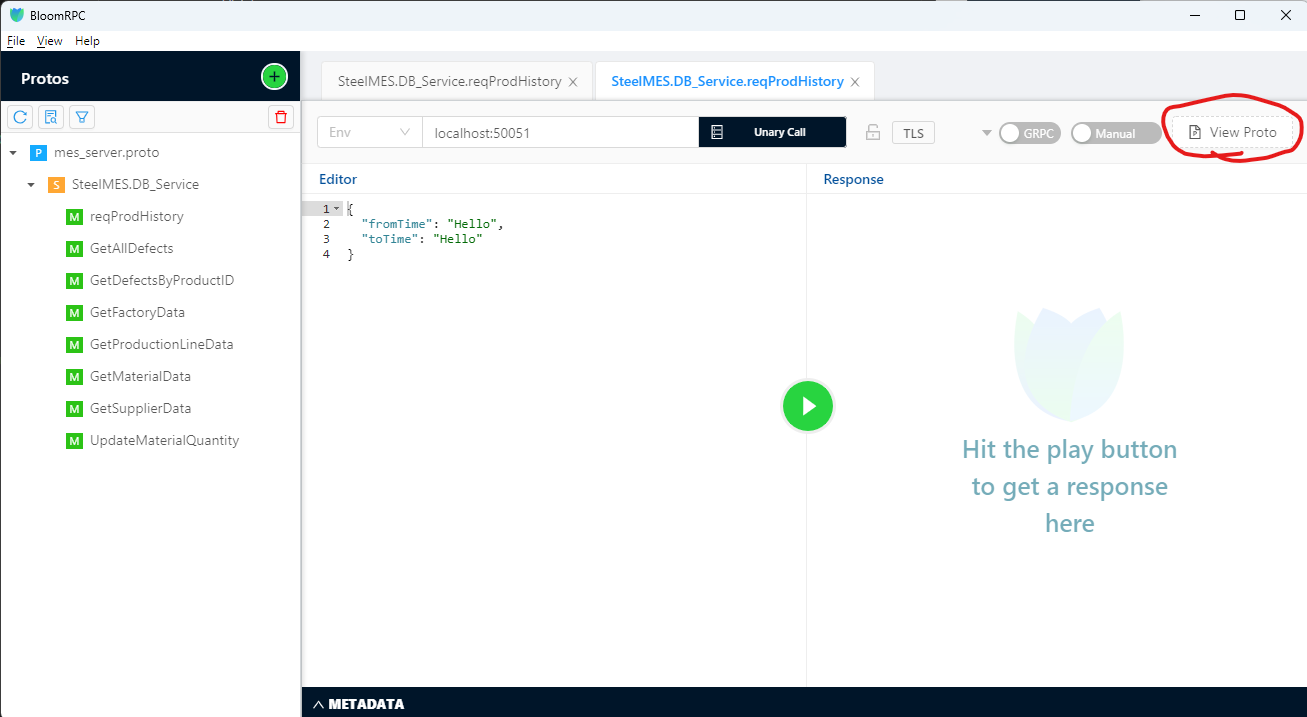 BloomRPC
File View Help
Protos
SteelMES.DB_Service.reqProdHistory
SteelMES.DB_Service.reqProdHistory
Env
localhost:50051
Unary Call
TLS
GRPC
Manual
View Proto
P mes_server.proto
S SteelMES.DB_Service
M reqProdHistory
M GetAllDefects
M GetDefectsByProductID
M GetFactoryData
M GetProductionLineData
M GetMaterialData
M GetSupplierData
M UpdateMaterialQuantity
Editor
1 {
2 "fromTime": "Hello",
3 "toTime": "Hello"
4 }
Response
Hit the play button
to get a response
here
METADATA